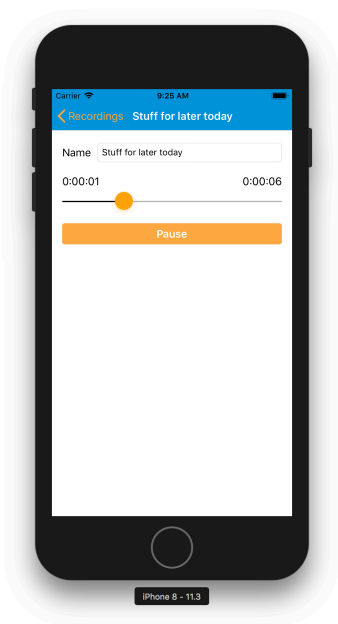 Carrier 9:25 AM
Recordings Stuff for later today
Name Stuff for later today
0:00:01 0:00:06
Pause
iPhone 8 - 11.3